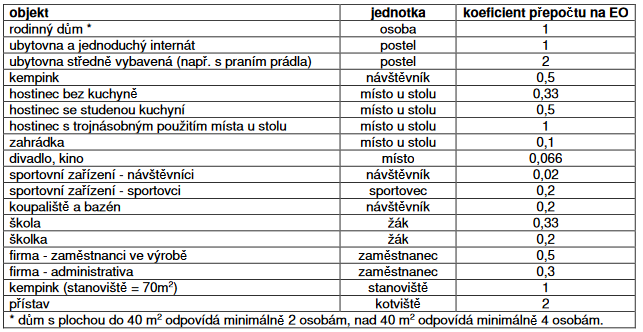 objekt jednotka koeficient přepočtu na EO
rodinný dům * osoba 1
ubytovna a jednoduchý internát postel 1
ubytovna středně vybavená (např. s praním prádla) postel 2
kempink návštěvník 0,5
hostinec bez kuchyně místo u stolu 0,33
hostinec se studenou kuchyní místo u stolu 0,5
hostinec s trojnásobným použitím místa u stolu místo u stolu 1
zahrádka místo u stolu 0,1
divadlo, kino místo 0,066
sportovní zařízení - návštěvníci návštěvník 0,02
sportovní zařízení - sportovci sportovec 0,2
koupaliště a bazén návštěvník 0,2
škola žák 0,33
školka žák 0,2
firma - zaměstnanci ve výrobě zaměstnanec 0,5
firma - administrativa zaměstnanec 0,3
kempink (stanoviště = 70m²) stanoviště 1
přístav kotviště 2
* dům s plochou do 40 m² odpovídá minimálně 2 osobám, nad 40 m² odpovídá minimálně 4 osobám.